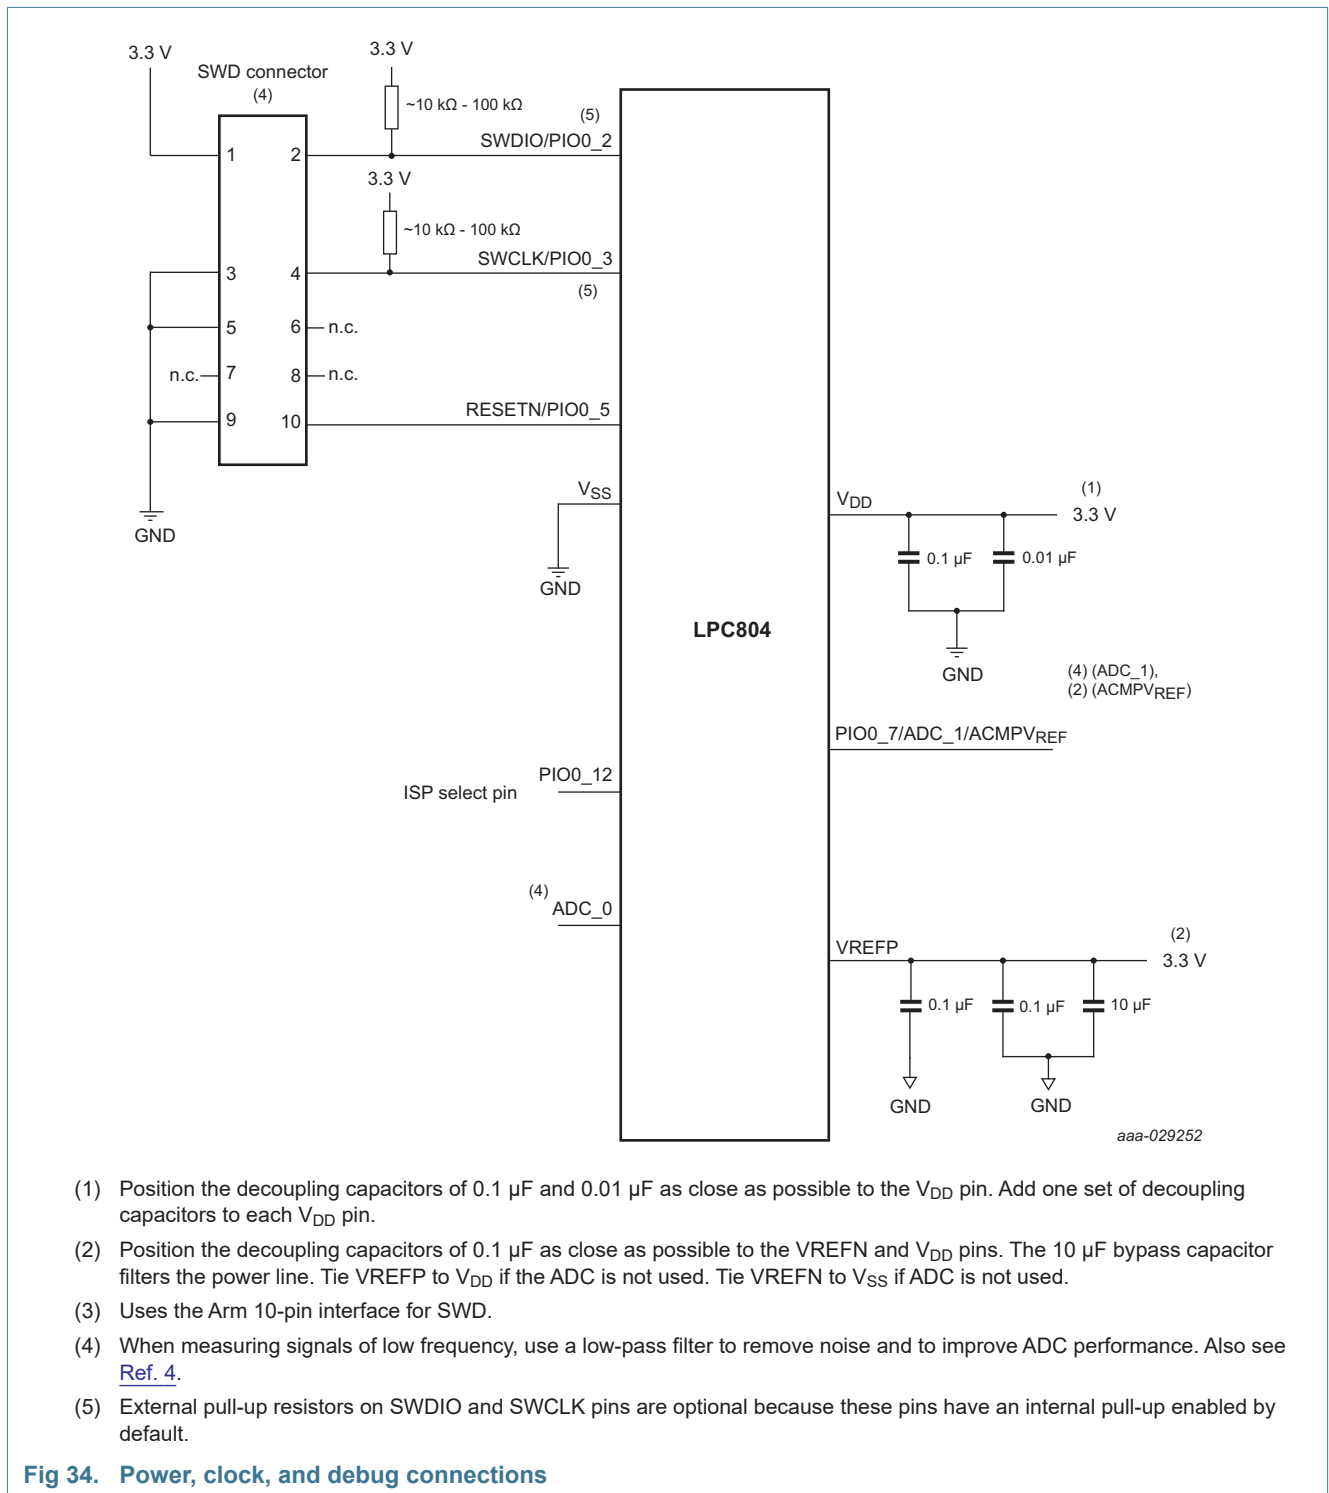 3.3 V
SWD connector
(4)
3.3 V
~10 kΩ - 100 kΩ
(5)
SWDIO/PIO0_2
1
2
3.3 V
~10 kΩ - 100 kΩ
SWCLK/PIO0_3
3
4
(5)
5
6
n.c.
n.c.
7
8
n.c.
RESETN/PIO0_5
9
10
GND
VSS
GND
VDD
(1)
3.3 V
0.1 µF
0.01 µF
GND
LPC804
(4) (ADC_1),
(2) (ACMPVREF)
PIO0_7/ADC_1/ACMPVREF
PIO0_12
ISP select pin
(4)
ADC_0
VREFP
(2)
3.3 V
0.1 µF
0.1 µF
10 µF
GND
GND
aaa-029252
(1) Position the decoupling capacitors of 0.1 µF and 0.01 µF as close as possible to the VDD pin. Add one set of decoupling
capacitors to each VDD pin.
(2) Position the decoupling capacitors of 0.1 µF as close as possible to the VREFN and VDD pins. The 10 µF bypass capacitor
filters the power line. Tie VREFP to VDD if the ADC is not used. Tie VREFN to VSS if ADC is not used.
(3) Uses the Arm 10-pin interface for SWD.
(4) When measuring signals of low frequency, use a low-pass filter to remove noise and to improve ADC performance. Also see
Ref. 4.
(5) External pull-up resistors on SWDIO and SWCLK pins are optional because these pins have an internal pull-up enabled by
default.
Fig 34. Power, clock, and debug connections